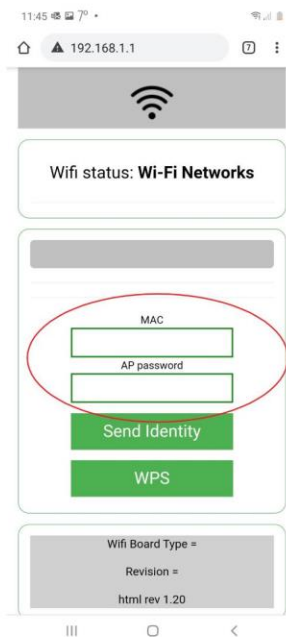 11:45 7°
192.168.1.1 7
Wifi status: Wi-Fi Networks
MAC
AP password
Send Identity
WPS
Wifi Board Type =
Revision =
html rev 1.20